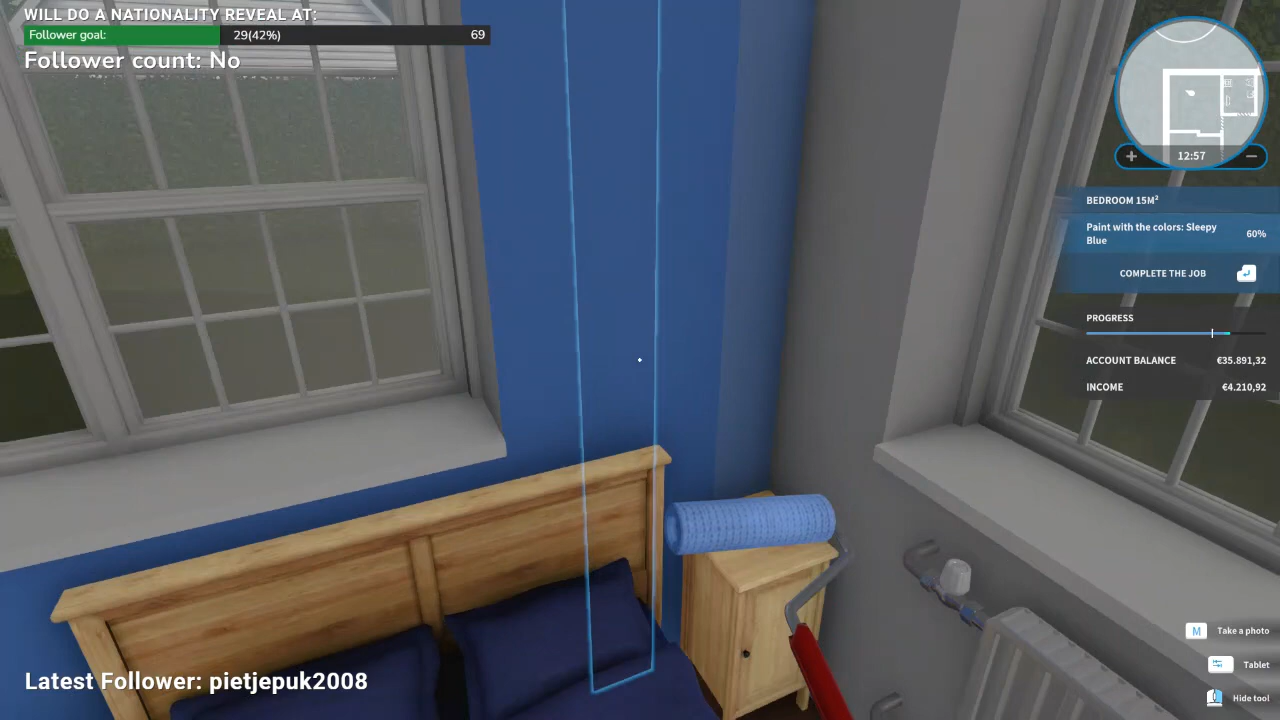 WILL DO A NATIONALITY REVEAL AT:
Follower goal: 29(42%) 69
Follower count: No
12:57
BEDROOM 15M²
Paint with the colors: Sleepy Blue 60%
COMPLETE THE JOB
PROGRESS
ACCOUNT BALANCE €35.891,32
INCOME €4.210,92
M Take a photo
Tablet
Hide tool
Latest Follower: pietjepuk2008